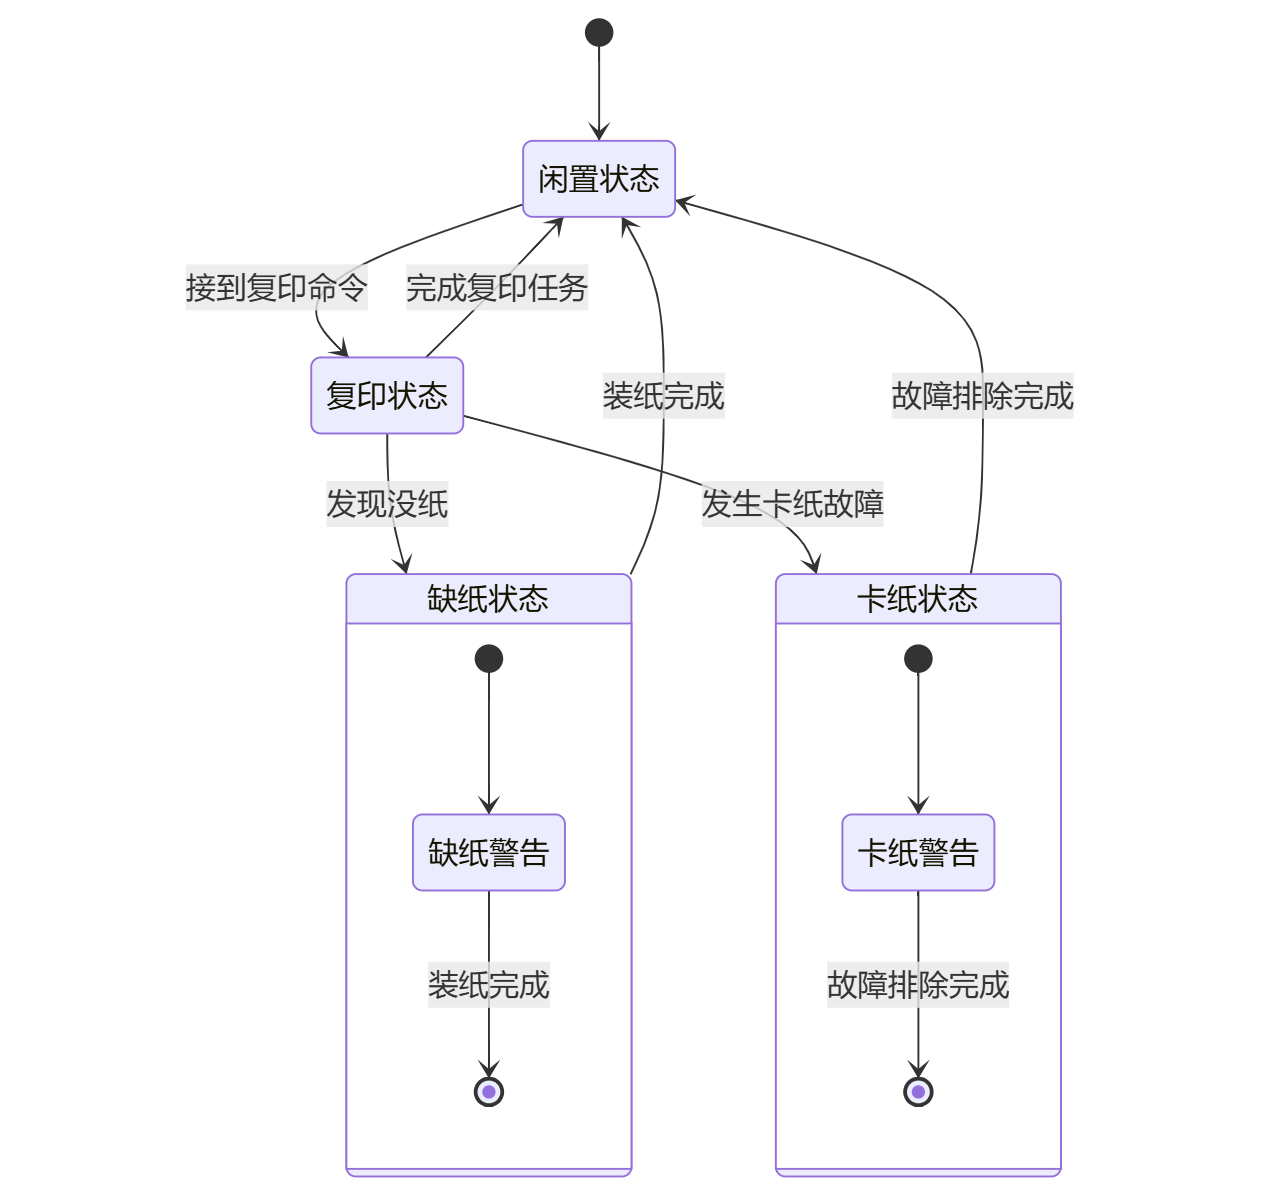 闲置状态
接到复印命令
完成复印任务
复印状态
装纸完成
故障排除完成
发现没纸
发生卡纸故障
缺纸状态
卡纸状态
缺纸警告
卡纸警告
装纸完成
故障排除完成